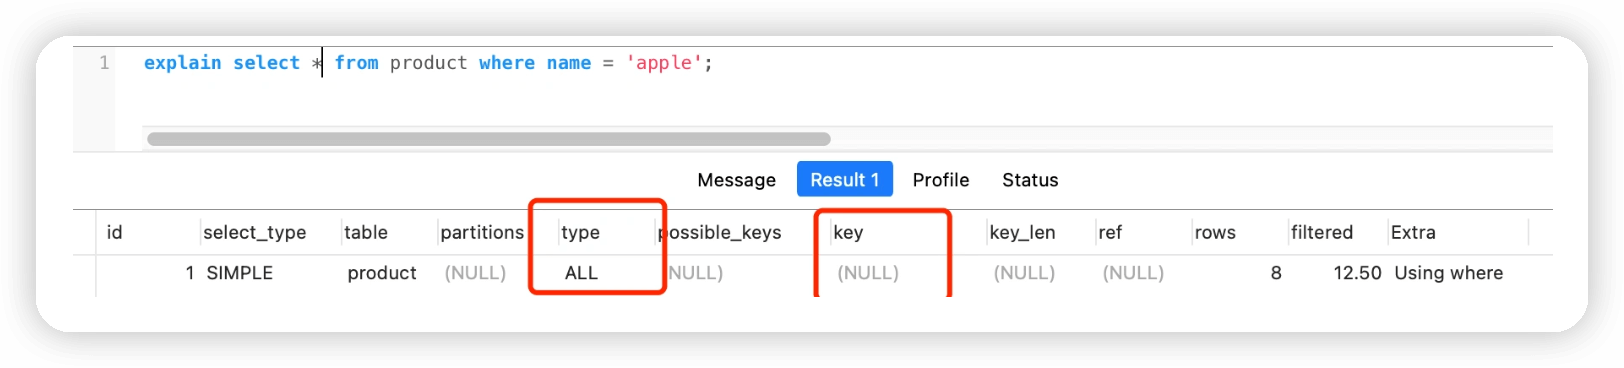 1 explain select * from product where name = 'apple';
Message Result 1 Profile Status
id select_type table partitions type possible_keys key key_len ref rows filtered Extra
1 SIMPLE product (NULL) ALL (NULL) (NULL) (NULL) (NULL) 8 12.50 Using where